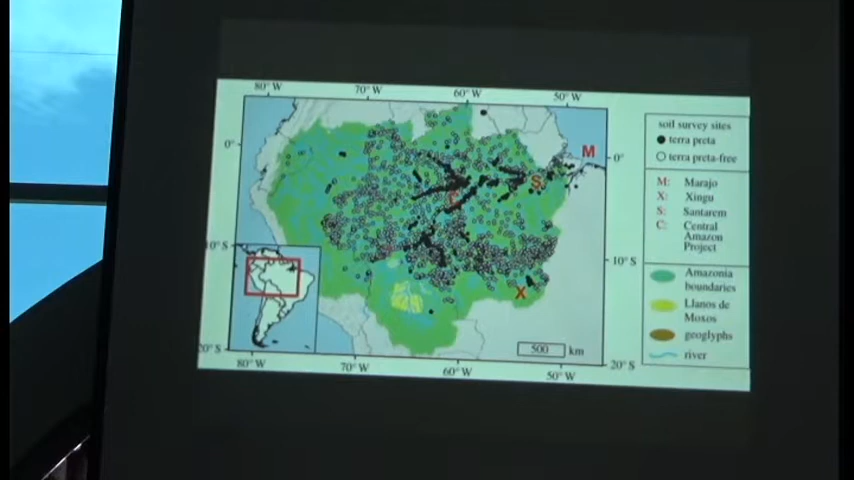 80° W 70° W 60° W 50° W
0° 0°
10° S 10° S
20° S 20° S
80° W 70° W 60° W 50° W
M
S
C
X
500 km
soil survey sites
terra preta
terra preta-free
M: Marajo
X: Xingu
S: Santarem
C: Central
Amazon
Project
Amazonia
boundaries
Llanos de
Moxos
geoglyphs
river